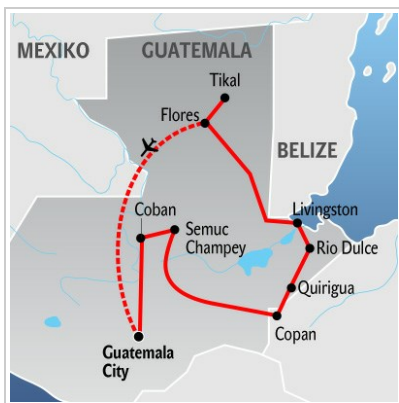 MEXIKO
GUATEMALA
Tikal
Flores
BELIZE
Livingston
Coban
Semuc
Champey
Rio Dulce
Quirigua
Copan
Guatemala
City